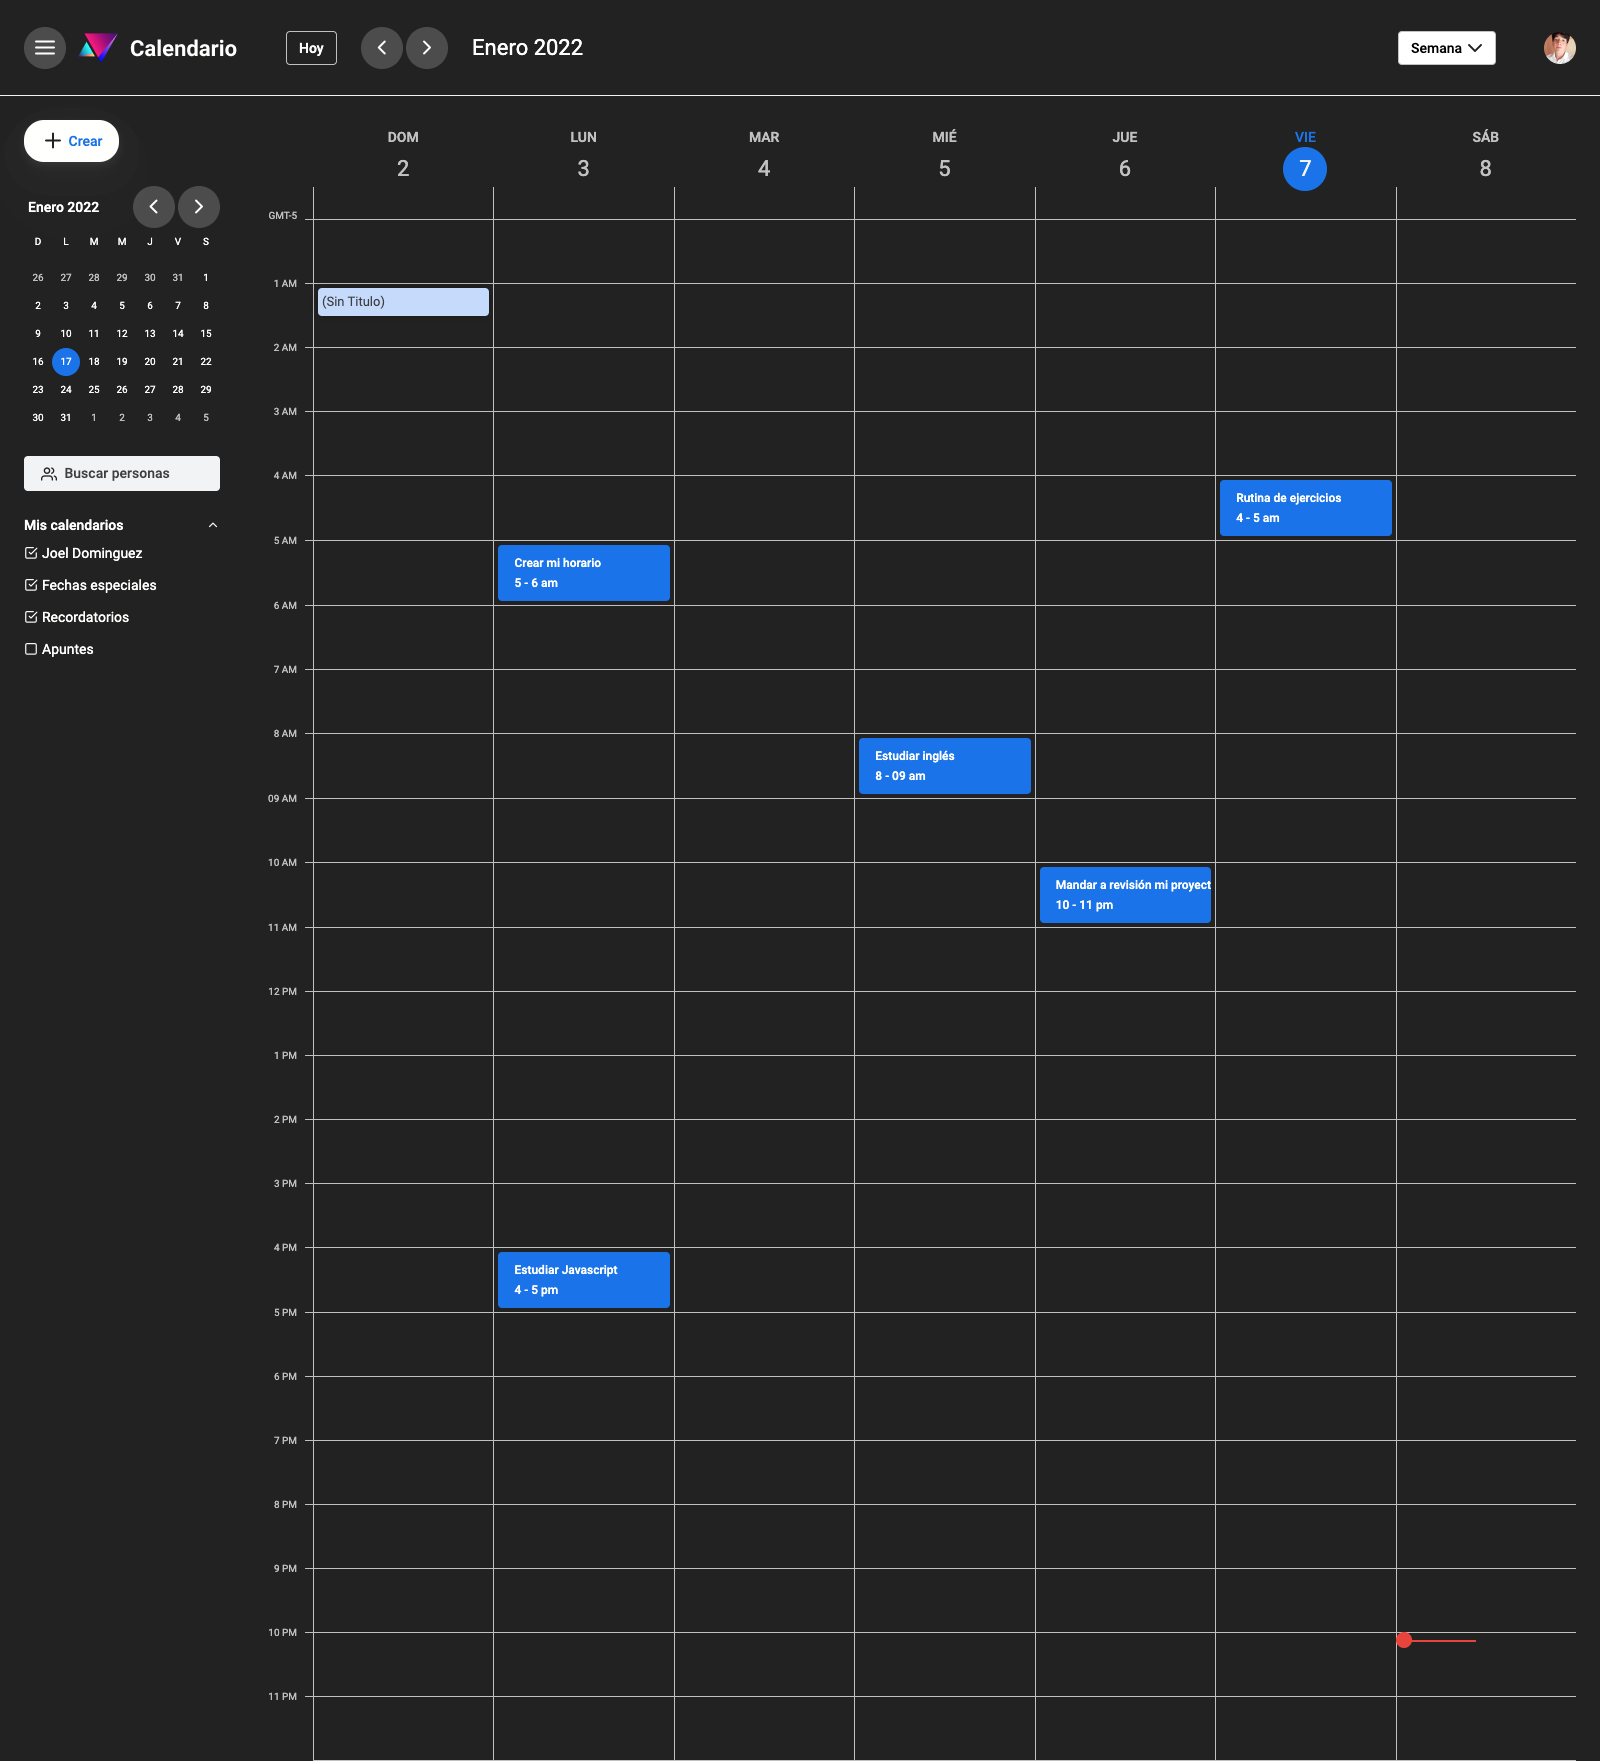 Calendario
Hoy
Enero 2022
Semana
Crear
Enero 2022
D L M M J V S
26 27 28 29 30 31 1
2 3 4 5 6 7 8
9 10 11 12 13 14 15
16 17 18 19 20 21 22
23 24 25 26 27 28 29
30 31 1 2 3 4 5
Buscar personas
Mis calendarios
Joel Dominguez
Fechas especiales
Recordatorios
Apuntes
DOM LUN MAR MIÉ JUE VIE SÁB
2 3 4 5 6 7 8
GMT-5
1 AM
(Sin Titulo)
2 AM
3 AM
4 AM
Rutina de ejercicios
4 - 5 am
5 AM
Crear mi horario
5 - 6 am
6 AM
7 AM
8 AM
Estudiar inglés
8 - 09 am
09 AM
10 AM
Mandar a revisión mi proyect
10 - 11 pm
11 AM
12 PM
1 PM
2 PM
3 PM
4 PM
Estudiar Javascript
4 - 5 pm
5 PM
6 PM
7 PM
8 PM
9 PM
10 PM
11 PM